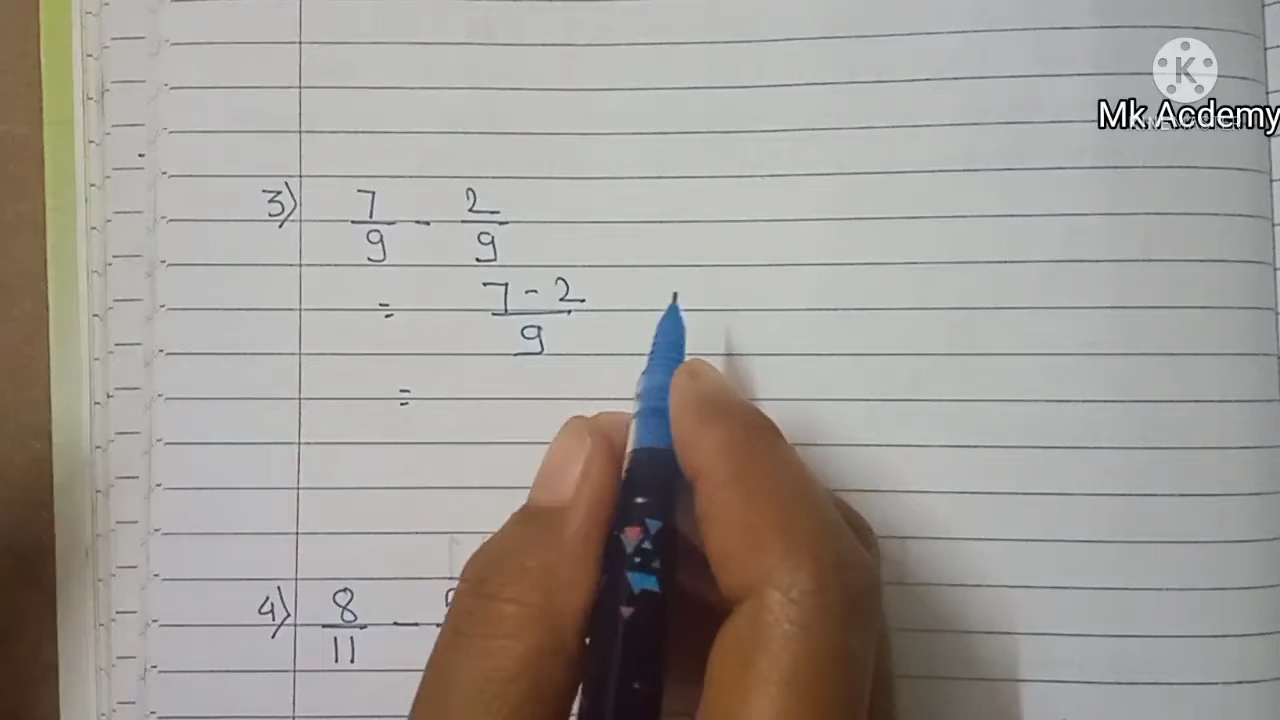 Mk Acdemy
3) 7/9 - 2/9
= 7-2/9
=
4) 8/11 -